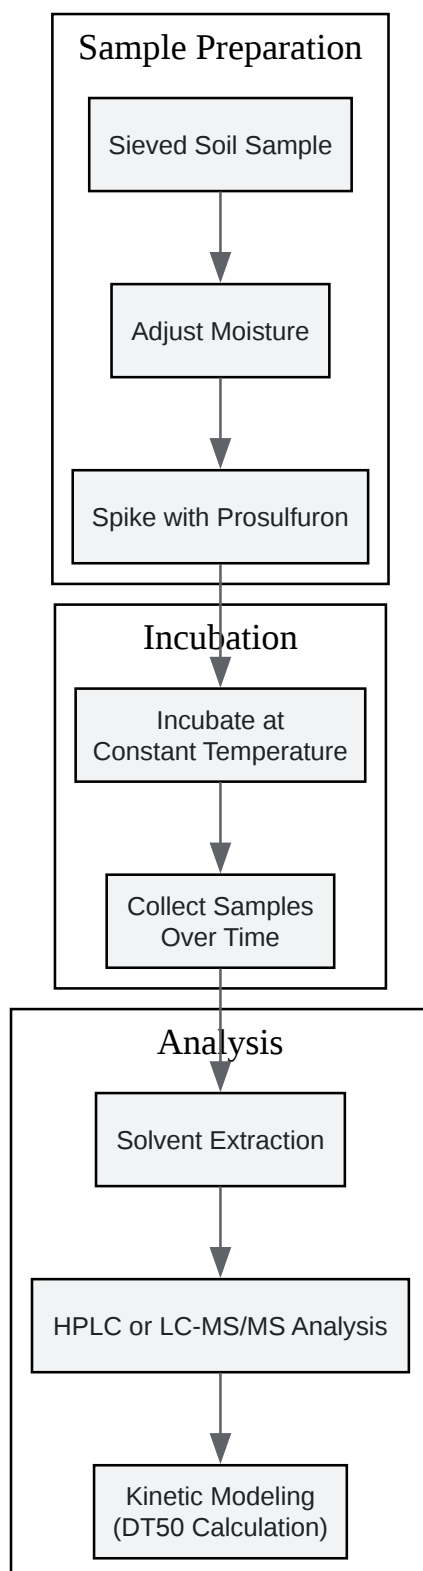 Sample Preparation
Sieved Soil Sample
Adjust Moisture
Spike with Prosulfuron
Incubation
Incubate at
Constant Temperature
Collect Samples
Over Time
Analysis
Solvent Extraction
HPLC or LC-MS/MS Analysis
Kinetic Modeling
(DT50 Calculation)